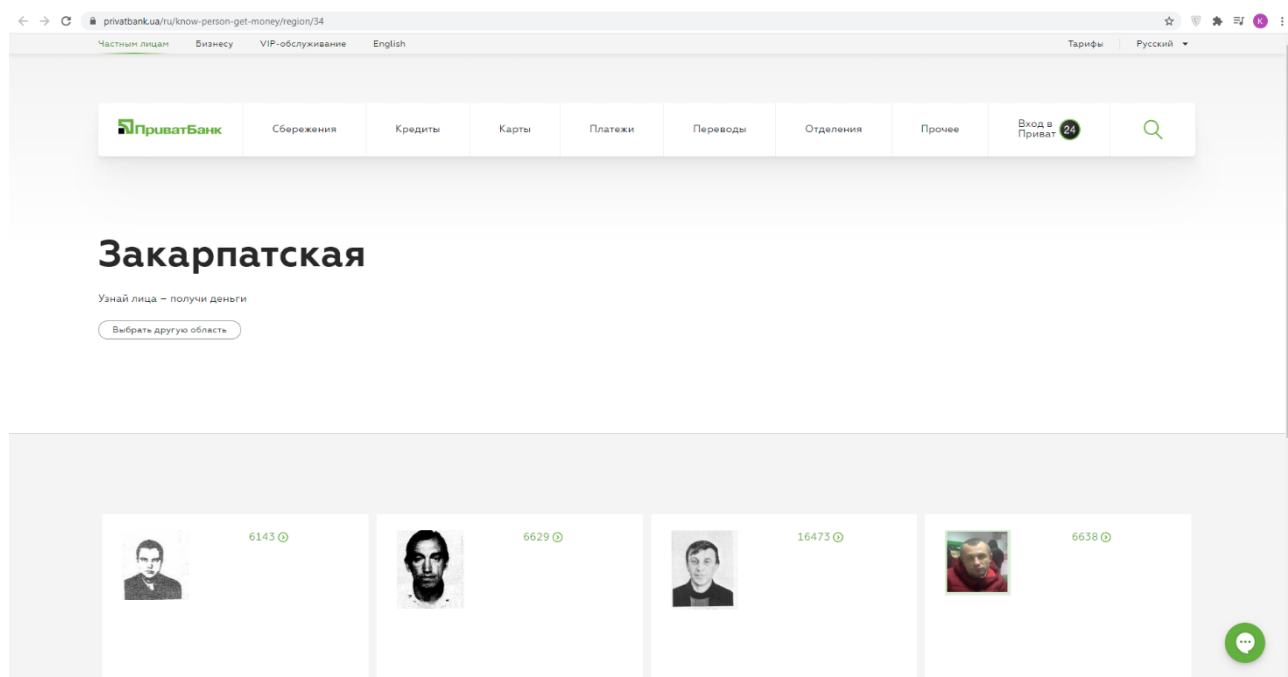 privatbank.ua/ru/know-person-get-money/region/34
K
Частным лицам Бизнесу VIP-обслуживание English Тарифы Русский
ПриватБанк Сбережения Кредиты Карты Платежи Переводы Отделения Прочее Вход в Приват 24
Закарпатская
Узнай лица – получи деньги
Выбрать другую область
6143 6629 16473 6638